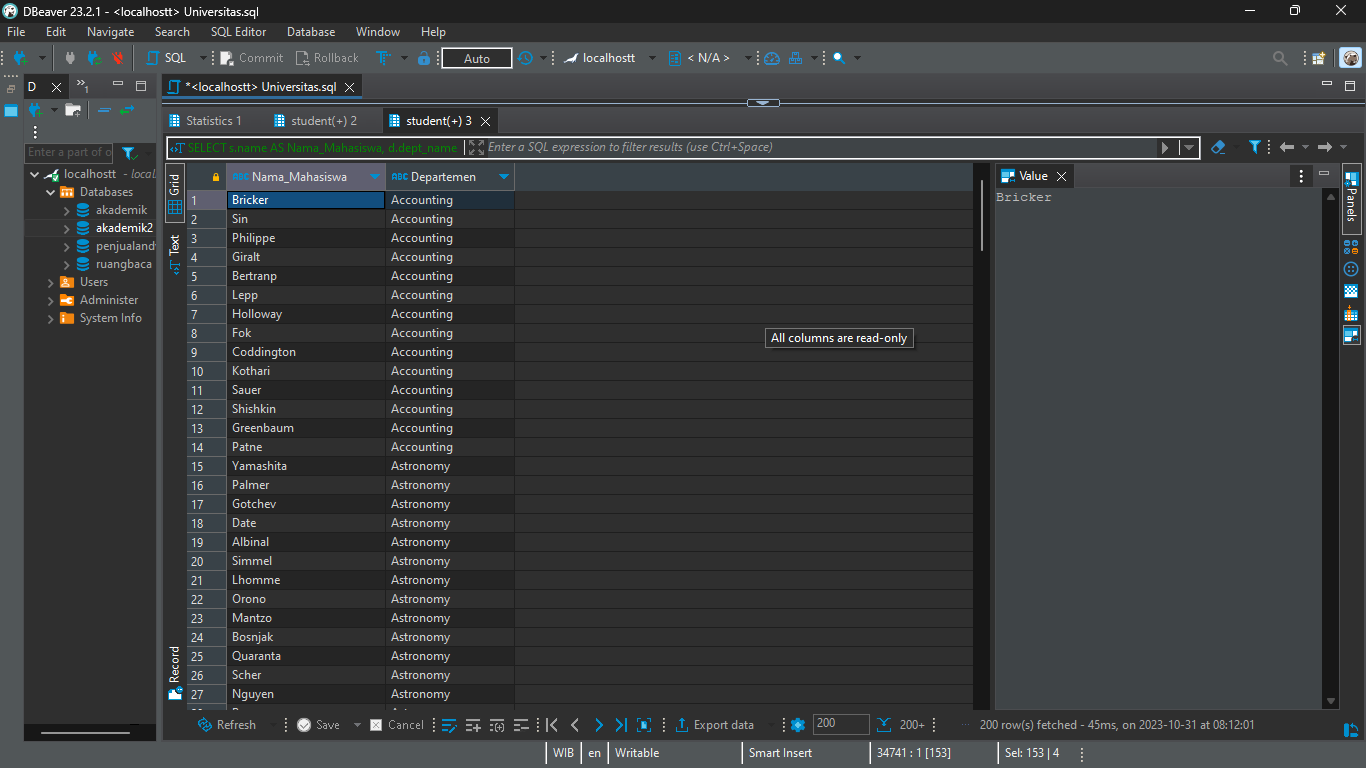 DBeaver 23.2.1 - <localhostt> Universitas.sql
File Edit Navigate Search SQL Editor Database Window Help
SQL Commit Rollback Auto localhostt < N/A >
D »1 *<localhostt> Universitas.sql
Statistics 1 student(+) 2 student(+) 3
Enter a part of o
SELECT s.name AS Nama_Mahasiswa, d.dept_name Enter a SQL expression to filter results (use Ctrl+Space)
localhostt - local
Databases
akademik
akademik2
penjualand
ruangbaca
Users
Administer
System Info
Grid
Text
Record
ABC Nama_Mahasiswa ABC Departemen
1 Bricker Accounting
2 Sin Accounting
3 Philippe Accounting
4 Giralt Accounting
5 Bertranp Accounting
6 Lepp Accounting
7 Holloway Accounting
8 Fok Accounting
9 Coddington Accounting
10 Kothari Accounting
11 Sauer Accounting
12 Shishkin Accounting
13 Greenbaum Accounting
14 Patne Accounting
15 Yamashita Astronomy
16 Palmer Astronomy
17 Gotchev Astronomy
18 Date Astronomy
19 Albinal Astronomy
20 Simmel Astronomy
21 Lhomme Astronomy
22 Orono Astronomy
23 Mantzo Astronomy
24 Bosnjak Astronomy
25 Quaranta Astronomy
26 Scher Astronomy
27 Nguyen Astronomy
All columns are read-only
Value
Bricker
Panels
Refresh Save Cancel Export data 200 200+ ··· 200 row(s) fetched - 45ms, on 2023-10-31 at 08:12:01
WIB en Writable Smart Insert 34741 : 1 [153] Sel: 153 | 4